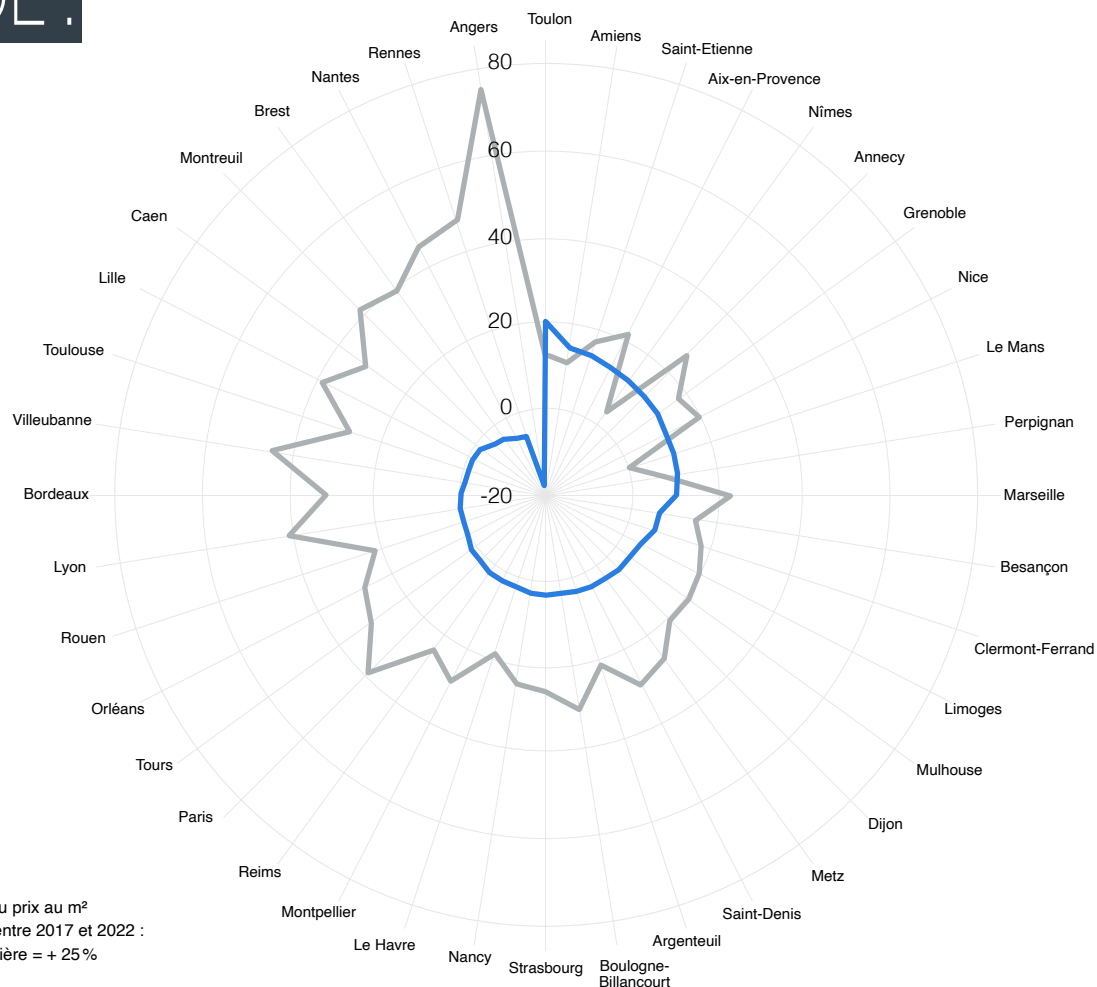 Toulon
Amiens
Saint-Etienne
Aix-en-Provence
Nîmes
Annecy
Grenoble
Nice
Le Mans
Perpignan
Marseille
Besançon
Clermont-Ferrand
Limoges
Mulhouse
Dijon
Metz
Saint-Denis
Argenteuil
Boulogne-
Billancourt
Strasbourg
Nancy
Le Havre
Montpellier
Reims
Paris
Tours
Orléans
Rouen
Lyon
Bordeaux
Villeubanne
Toulouse
Lille
Caen
Montreuil
Brest
Nantes
Rennes
Angers
80
60
40
20
0
-20
prix au m²
entre 2017 et 2022 :
= + 25%